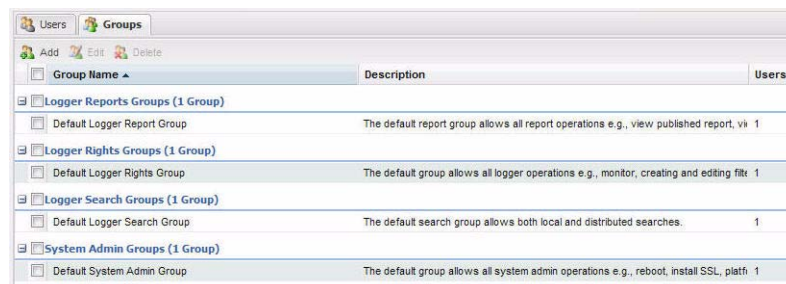 Users Groups
Add Edit Delete
Group Name Description Users
Logger Reports Groups (1 Group)
Default Logger Report Group The default report group allows all report operations e.g., view published report, vi 1
Logger Rights Groups (1 Group)
Default Logger Rights Group The default group allows all logger operations e.g., monitor, creating and editing filte 1
Logger Search Groups (1 Group)
Default Logger Search Group The default search group allows both local and distributed searches. 1
System Admin Groups (1 Group)
Default System Admin Group The default group allows all system admin operations e.g., reboot, install SSL, platf 1